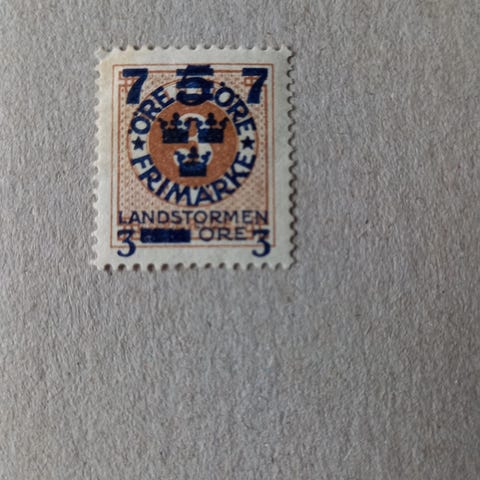 7 5 7
ÖRE ÖRE
FRIMÄRKE
LANDSTORMEN
3 ÖRE 3